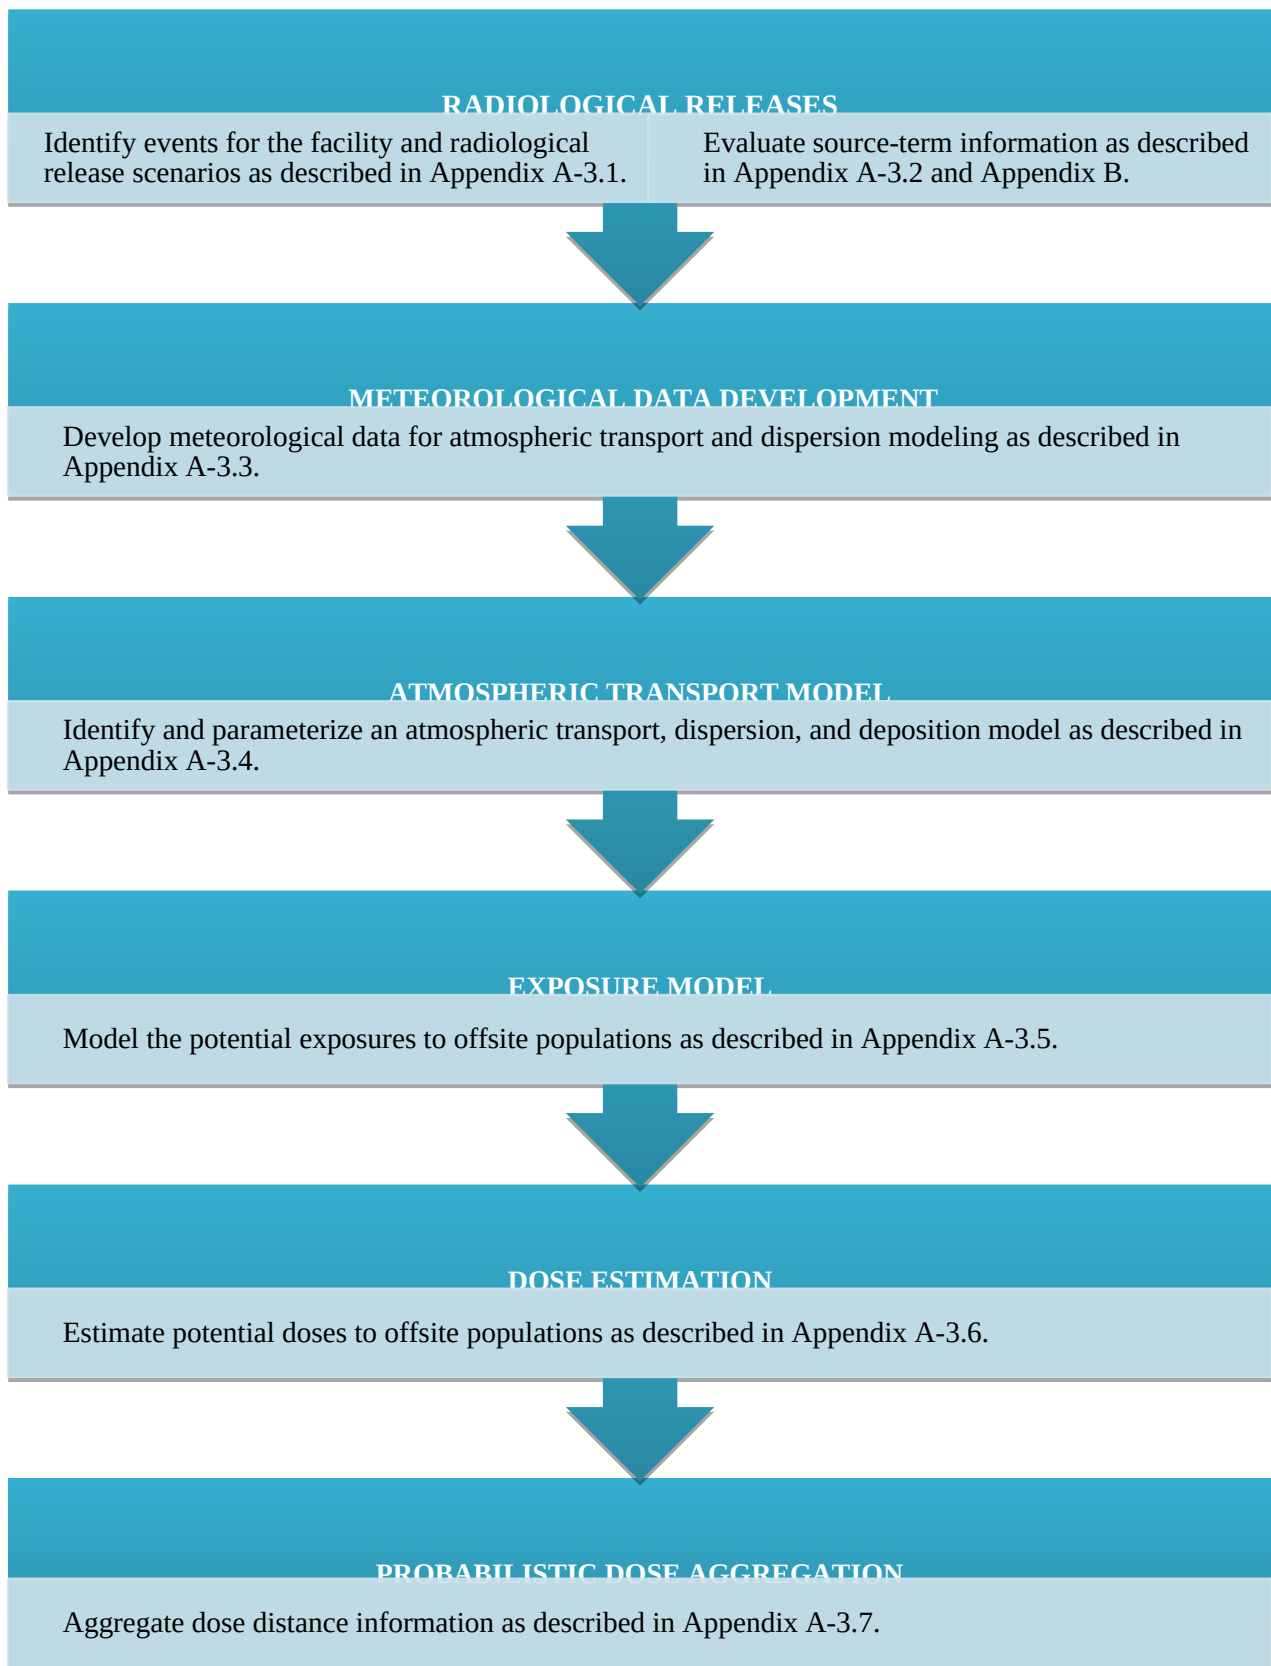 RADIOLOGICAL RELEASES
Identify events for the facility and radiological
release scenarios as described in Appendix A-3.1.
Evaluate source-term information as described
in Appendix A-3.2 and Appendix B.
METEOROLOGICAL DATA DEVELOPMENT
Develop meteorological data for atmospheric transport and dispersion modeling as described in
Appendix A-3.3.
ATMOSPHERIC TRANSPORT MODEL
Identify and parameterize an atmospheric transport, dispersion, and deposition model as described in
Appendix A-3.4.
EXPOSURE MODEL
Model the potential exposures to offsite populations as described in Appendix A-3.5.
DOSE ESTIMATION
Estimate potential doses to offsite populations as described in Appendix A-3.6.
PROBABILISTIC DOSE AGGREGATION
Aggregate dose distance information as described in Appendix A-3.7.